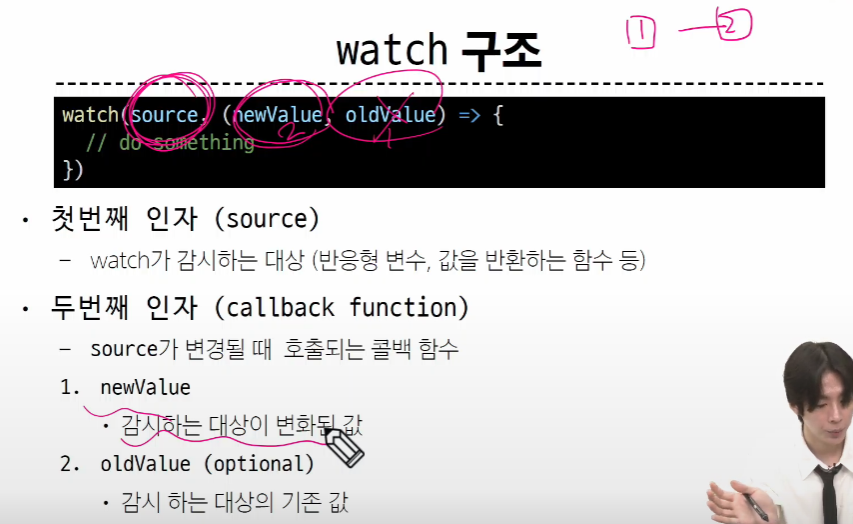 watch 구조
1 2
watch(source, (newValue, oldValue) => {
2 1
// do something
})
• 첫번째 인자 (source)
– watch가 감시하는 대상 (반응형 변수, 값을 반환하는 함수 등)
• 두번째 인자 (callback function)
– source가 변경될 때 호출되는 콜백 함수
1. newValue
• 감시하는 대상이 변화된 값
2. oldValue (optional)
• 감시 하는 대상의 기존 값